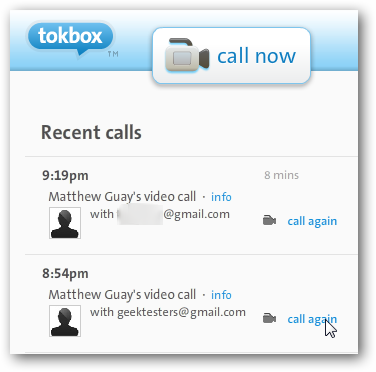 tokbox
TM
call now
Recent calls
9:19pm 8 mins
Matthew Guay's video call · info
with @gmail.com
call again
8:54pm
Matthew Guay's video call · info
with geektesters@gmail.com
call again